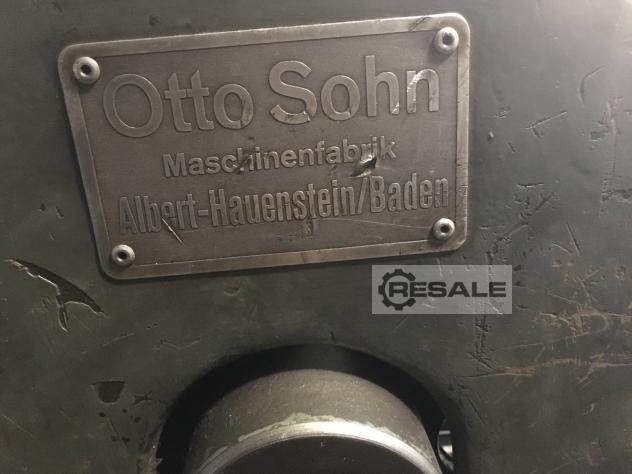 Otto Sohn
Maschinenfabrik
Albert-Hauenstein/Baden
RESALE